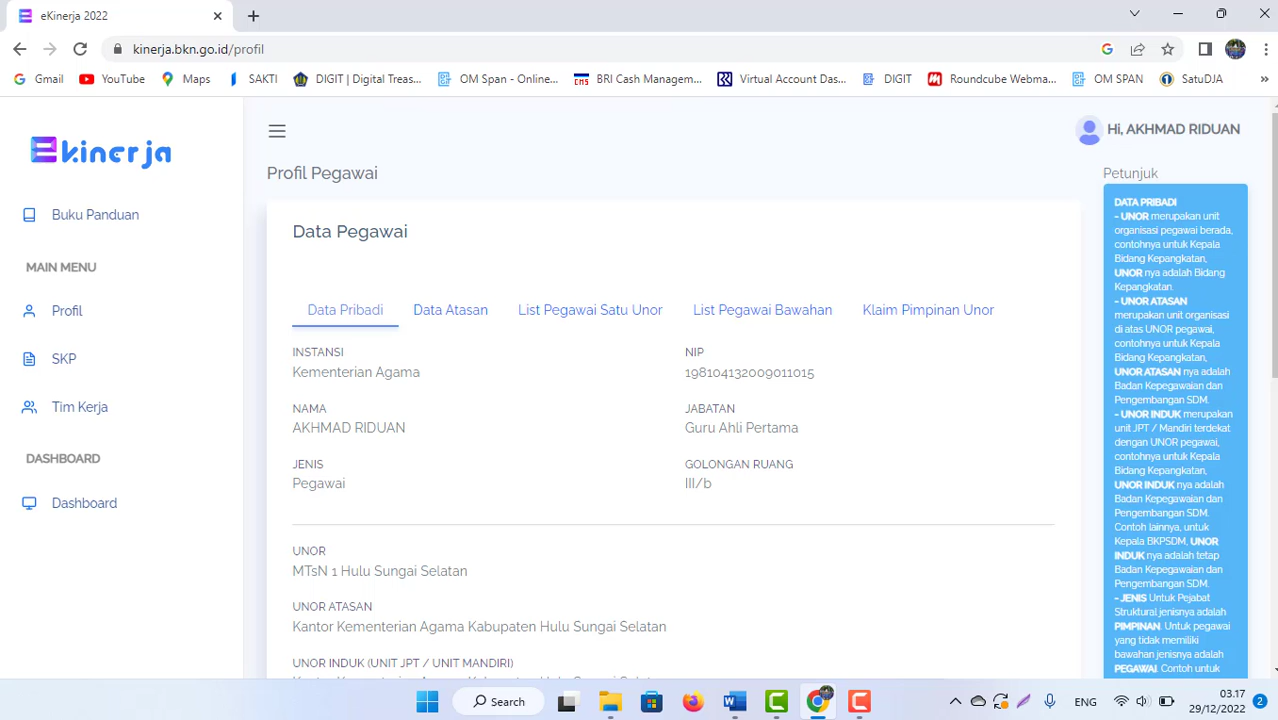 eKinerja 2022
kinerja.bkn.go.id/profil
Gmail YouTube Maps SAKTI DIGIT | Digital Treas... OM Span - Online... CMS BRI Cash Managem... Virtual Account Das... DIGIT Roundcube Webma... OM SPAN SatuDJA »
Ekinerja
Hi, AKHMAD RIDUAN
Buku Panduan
MAIN MENU
Profil
SKP
Tim Kerja
DASHBOARD
Dashboard
Profil Pegawai
Data Pegawai
Data Pribadi Data Atasan List Pegawai Satu Unor List Pegawai Bawahan Klaim Pimpinan Unor
INSTANSI
Kementerian Agama
NIP
198104132009011015
NAMA
AKHMAD RIDUAN
JABATAN
Guru Ahli Pertama
JENIS
Pegawai
GOLONGAN RUANG
III/b
UNOR
MTsN 1 Hulu Sungai Selatan
UNOR ATASAN
Kantor Kementerian Agama Kabupaten Hulu Sungai Selatan
UNOR INDUK (UNIT JPT / UNIT MANDIRI)
Petunjuk
DATA PRIBADI
- UNOR merupakan unit
organisasi pegawai berada,
contohnya untuk Kepala
Bidang Kepangkatan,
UNOR nya adalah Bidang
Kepangkatan.
- UNOR ATASAN
merupakan unit organisasi
di atas UNOR pegawai,
contohnya untuk Kepala
Bidang Kepangkatan,
UNOR ATASAN nya adalah
Badan Kepegawaian dan
Pengembangan SDM.
- UNOR INDUK merupakan
unit JPT / Mandiri terdekat
dengan UNOR pegawai,
contohnya untuk Kepala
Bidang Kepangkatan,
UNOR INDUK nya adalah
Badan Kepegawaian dan
Pengembangan SDM.
Contoh lainnya, untuk
Kepala BKPSDM, UNOR
INDUK nya adalah tetap
Badan Kepegawaian dan
Pengembangan SDM.
- JENIS Untuk Pejabat
Struktural jenisnya adalah
PIMPINAN. Untuk pegawai
yang tidak memiliki
bawahan jenisnya adalah
PEGAWAI. Contoh untuk
Search
ENG
03.17
29/12/2022
2